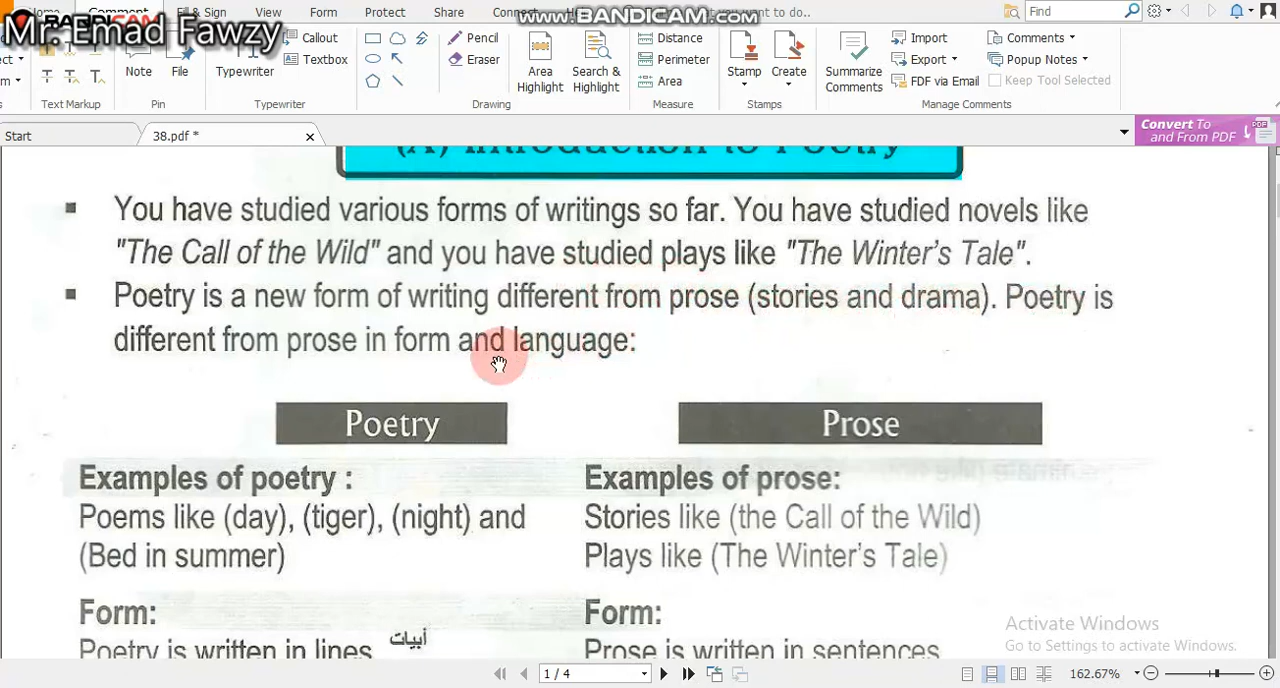 Mr. Emad Fawzy
www.BANDICAM.com
Home Comment Fill & Sign View Form Protect Share Connect to do..
Find
Callout
Textbox
Note
File
Typewriter
Pencil
Eraser
Area Highlight
Search & Highlight
Distance
Perimeter
Area
Stamp
Create
Summarize Comments
Import
Export
FDF via Email
Comments
Popup Notes
Keep Tool Selected
Text Markup
Pin
Typewriter
Drawing
Measure
Stamps
Manage Comments
Start
38.pdf *
Convert To
and From PDF
(A) Introduction to Poetry
You have studied various forms of writings so far. You have studied novels like
"The Call of the Wild" and you have studied plays like "The Winter's Tale".
Poetry is a new form of writing different from prose (stories and drama). Poetry is
different from prose in form and language:
Poetry
Prose
Examples of poetry :
Poems like (day), (tiger), (night) and
(Bed in summer)
Examples of prose:
Stories like (the Call of the Wild)
Plays like (The Winter's Tale)
Form:
Poetry is written in lines أبيات
Form:
Prose is written in sentences
Activate Windows
Go to Settings to activate Windows.
1 / 4
162.67%